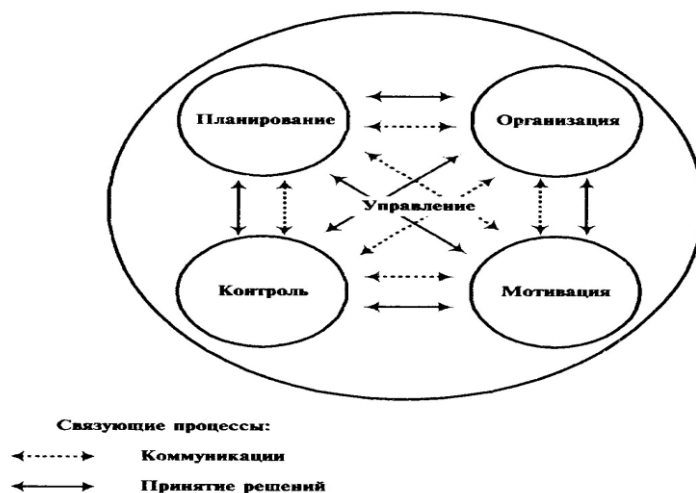 Планирование
Организация
Управление
Контроль
Мотивация
Связующие процессы:
Коммуникации
Принятие решений